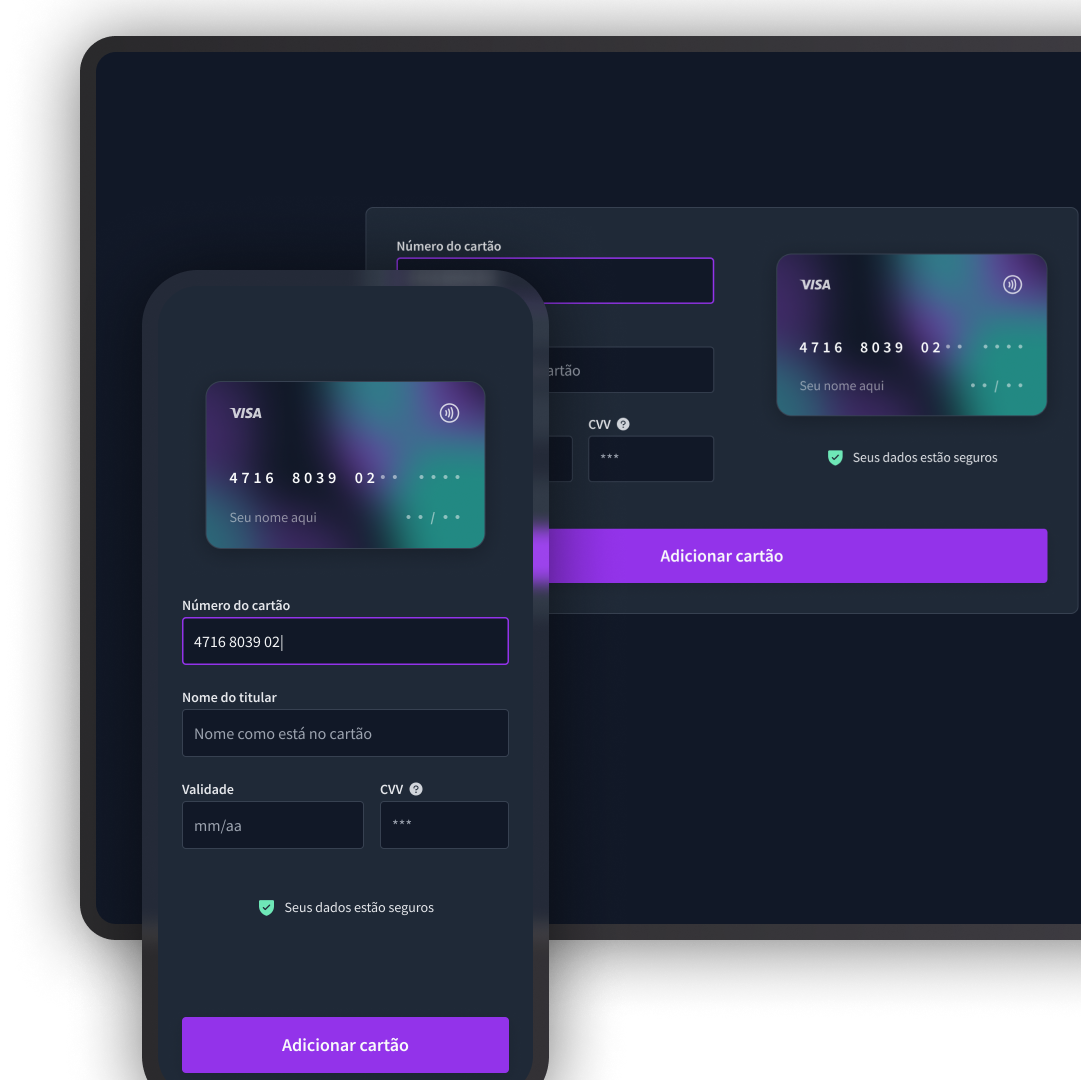 Número do cartão
artão
CVV ?
***
VISA
4716 8039 02•• ••••
Seu nome aqui ••/••
Seus dados estão seguros
Adicionar cartão
VISA
4716 8039 02•• ••••
Seu nome aqui ••/••
Número do cartão
4716 8039 02
Nome do titular
Nome como está no cartão
Validade CVV ?
mm/aa ***
Seus dados estão seguros
Adicionar cartão